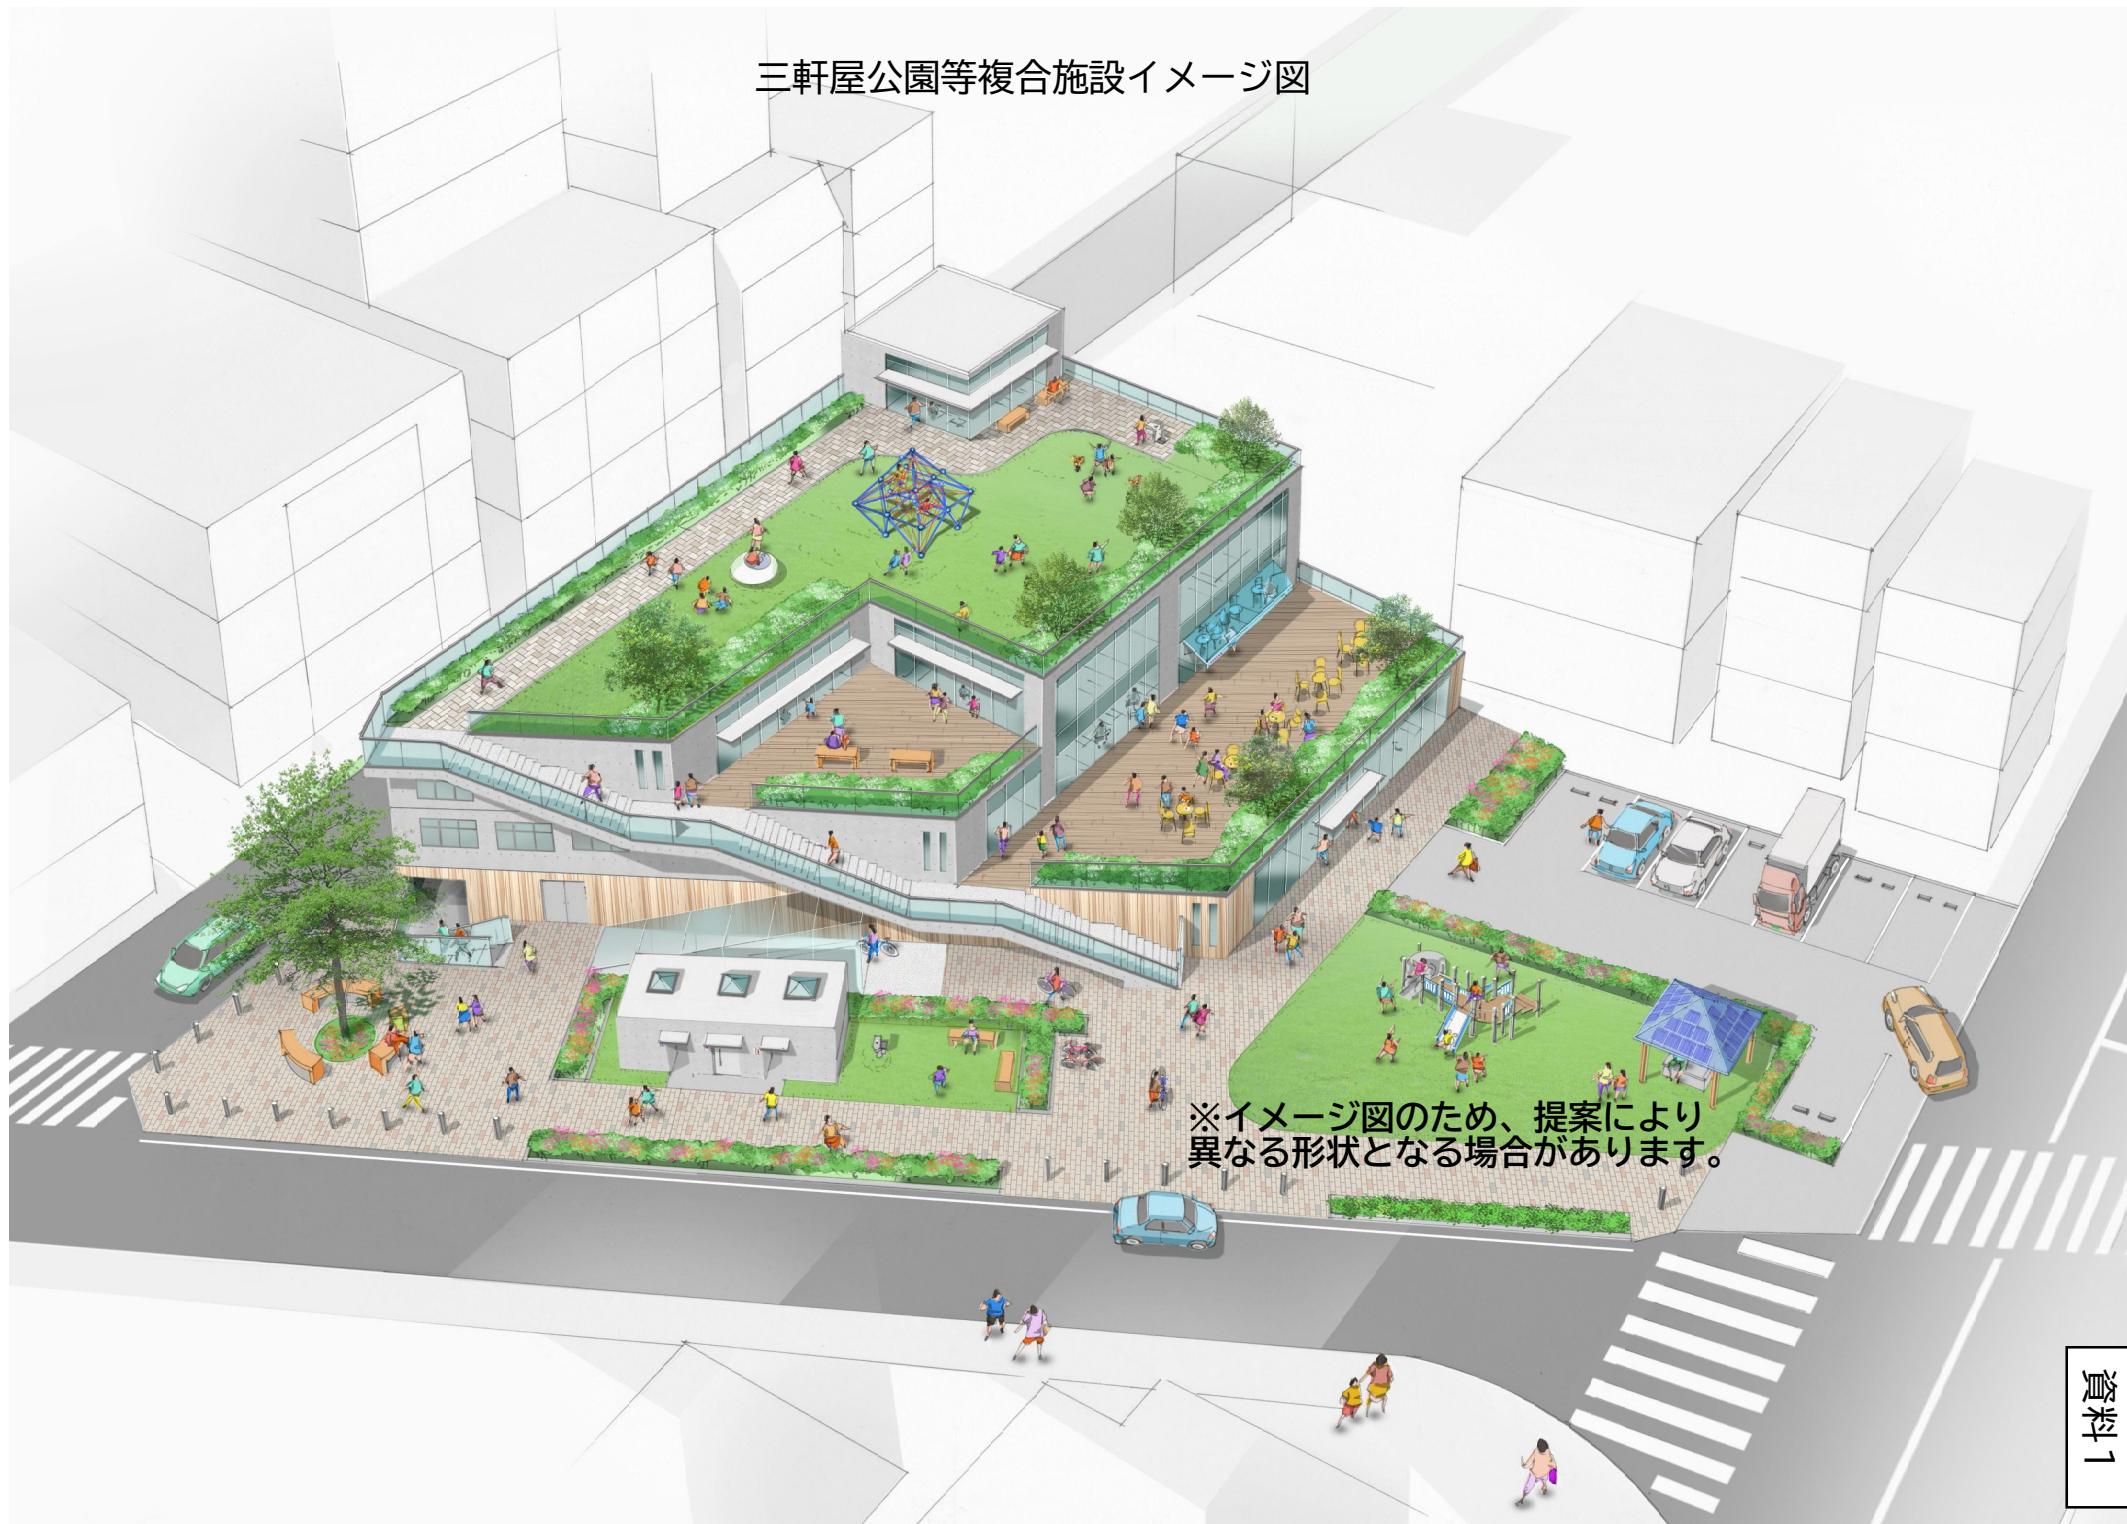 三軒屋公園等複合施設イメージ図
※イメージ図のため、提案により
異なる形状となる場合があります。
資料1